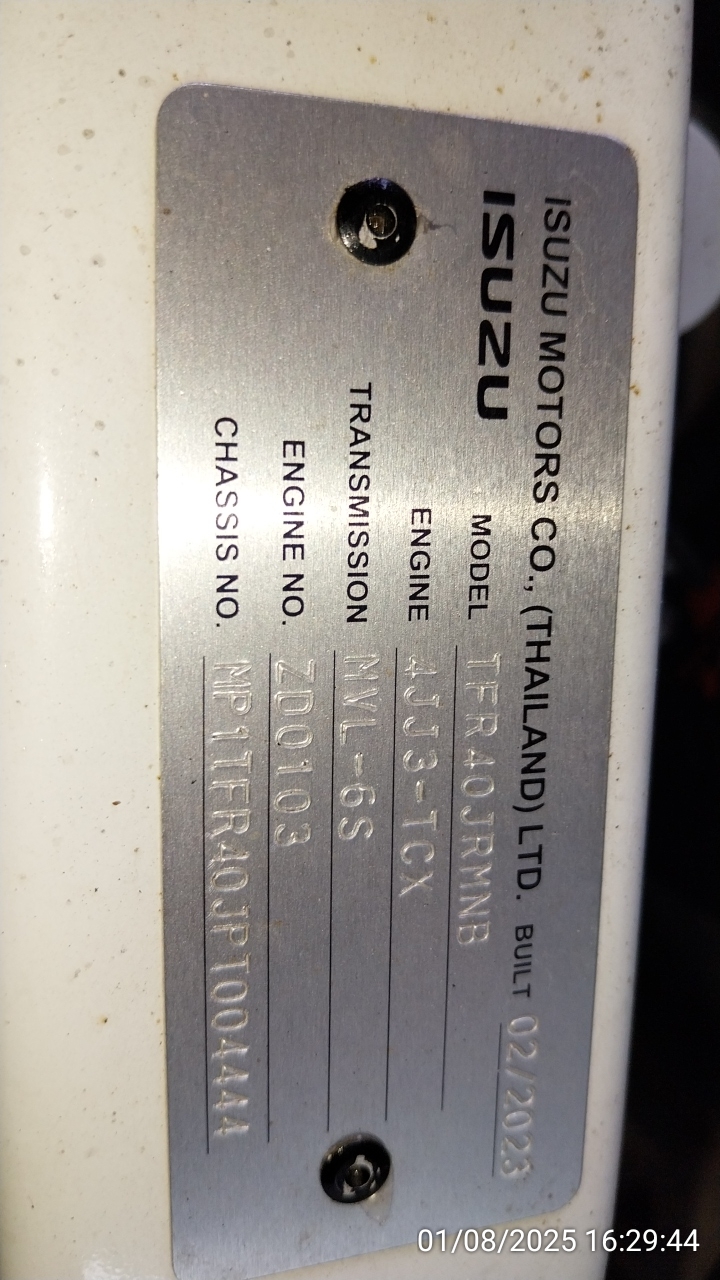 ISUZU MOTORS CO., (THAILAND) LTD. BUILT 02/2023
ISUZU
MODEL TFR40JRMNB
ENGINE 4JJ3-TCX
TRANSMISSION MVL-6S
ENGINE NO. ZD0103
CHASSIS NO. MP1TFR40JPT004444
01/08/2025 16:29:44